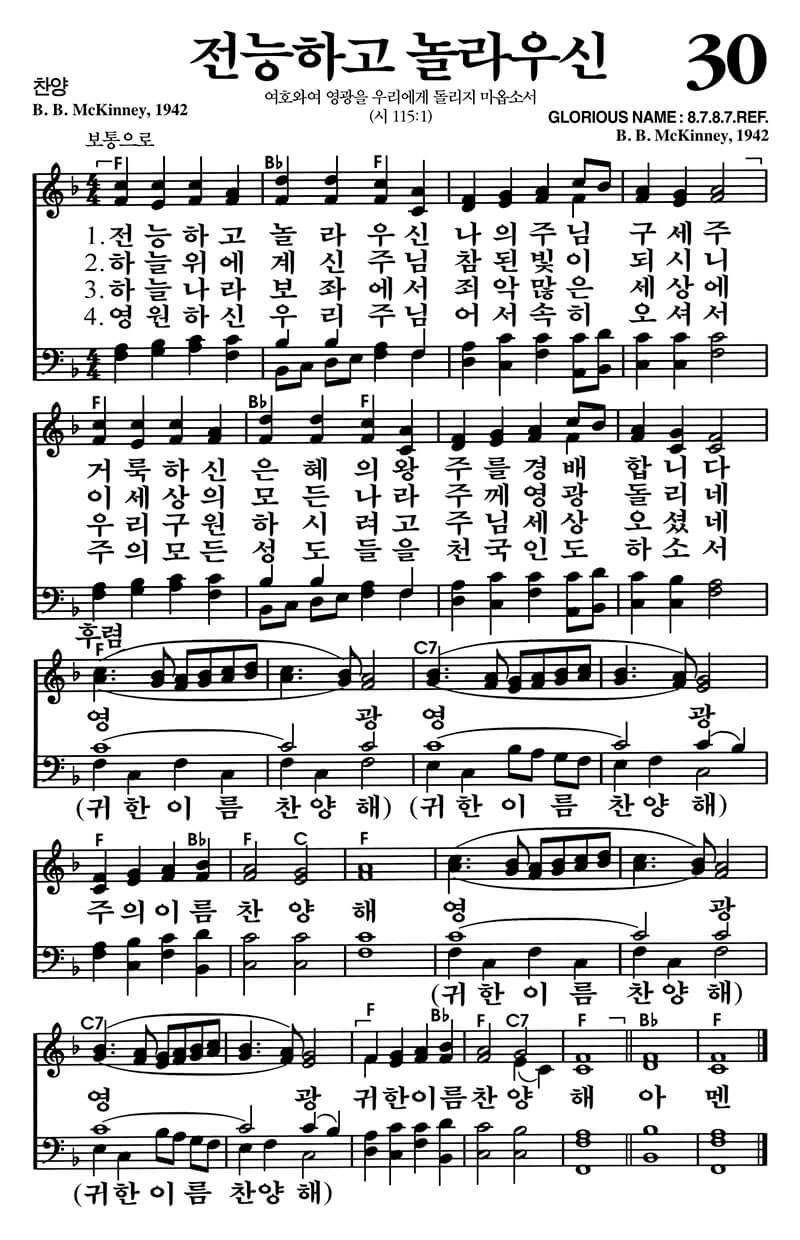 전능하고 놀라우신 30
찬양
B. B. McKinney, 1942
여호와여 영광을 우리에게 돌리지 마옵소서
(시 115:1)
GLORIOUS NAME : 8.7.8.7.REF.
B. B. McKinney, 1942
보통으로
F Bb F
1. 전능하고 놀라우신 나의주님 구세주
2. 하늘위에 계신주님 참된빛이 되시니
3. 하늘나라 보좌에서 죄악많은 세상에
4. 영원하신 우리주님 어서속히 오셔서
F Bb F
거룩하신 은혜의왕 주를경배 합니다
이세상의 모든나라 주께영광 돌리네
우리구원 하시려고 주님세상 오셨네
주의모든 성도들을 천국인도 하소서
후렴
F C7
영 광 영 광
(귀한이름 찬양해) (귀한이름 찬양해)
F Bb F C F
주의이름 찬양해 영 광
(귀한이름 찬양해)
C7 F Bb F C7 F Bb F
영 광 귀한이름찬양해 아멘
(귀한이름 찬양해)